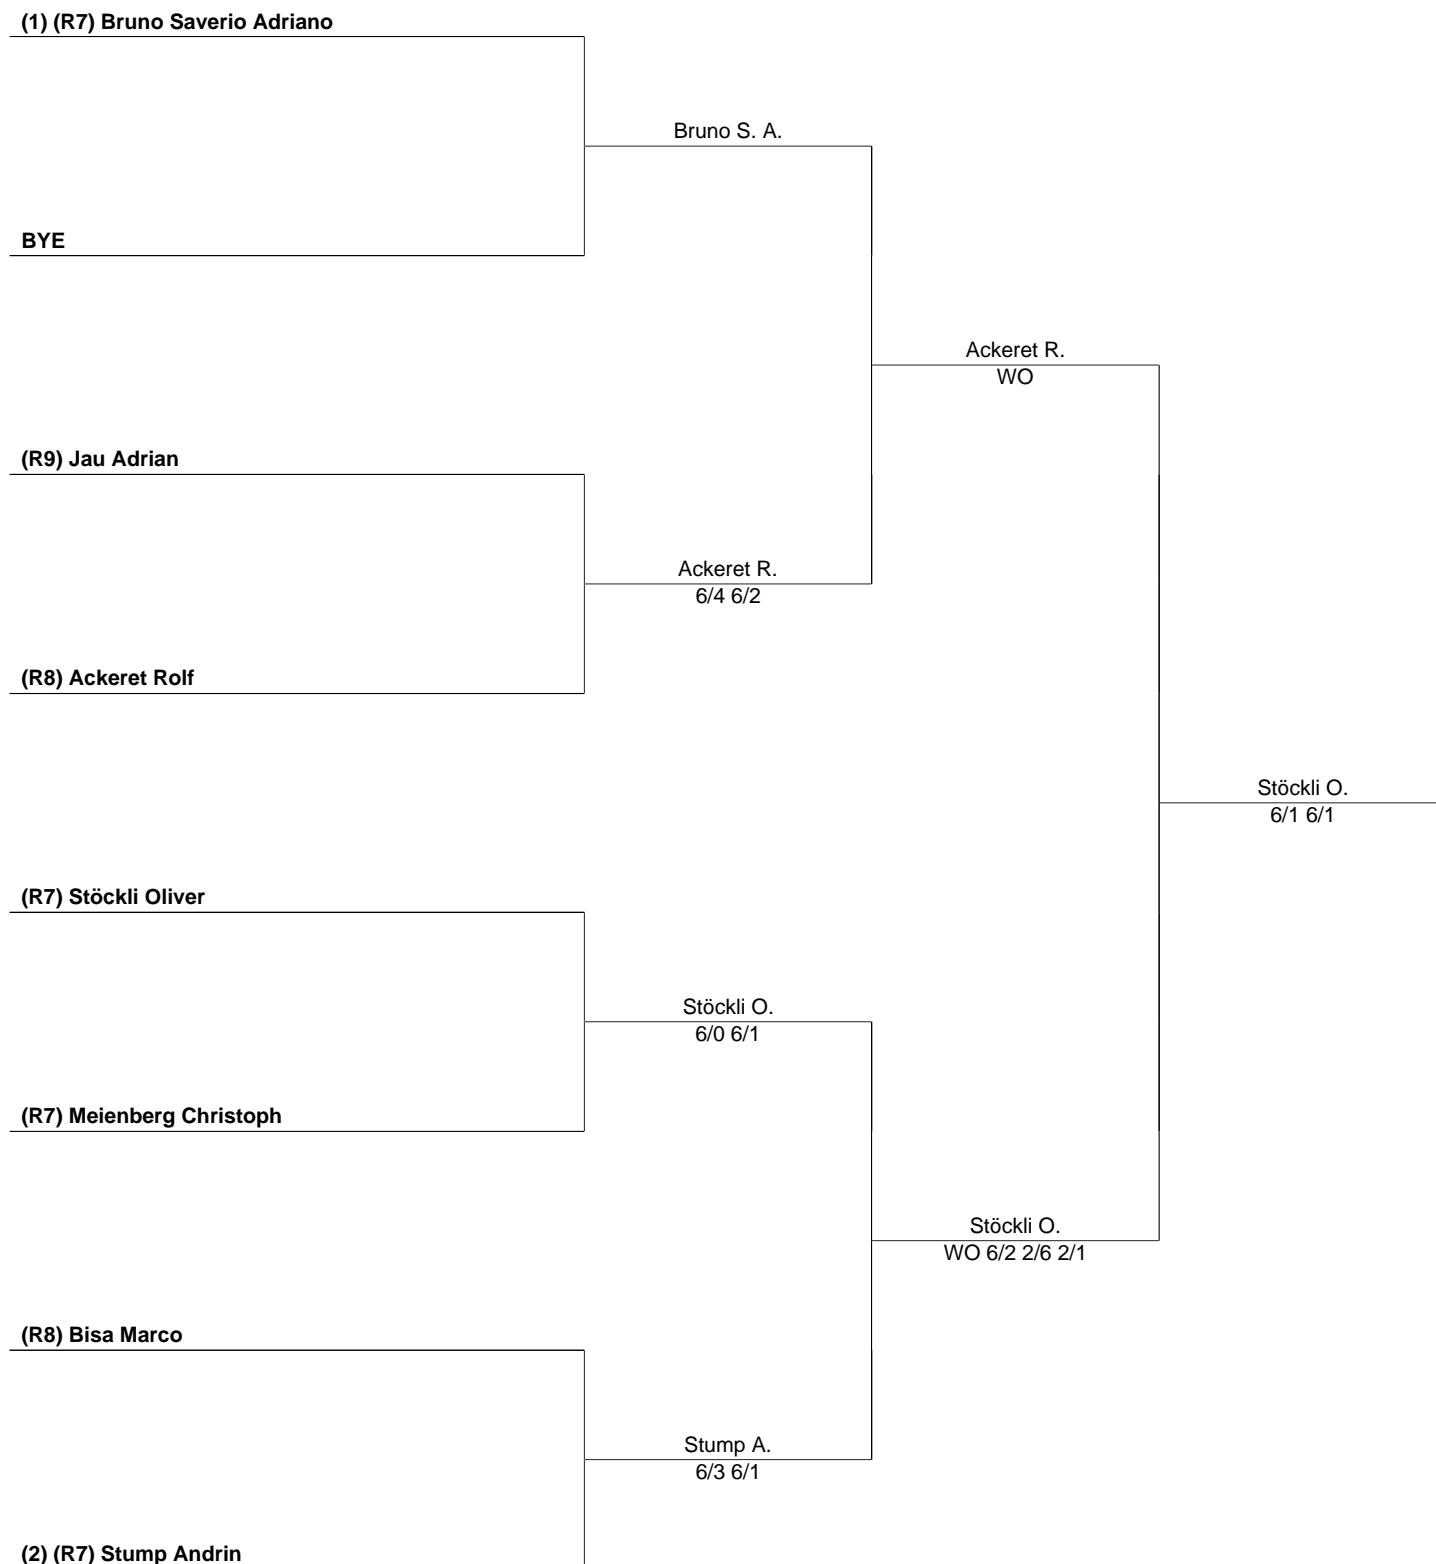 (1) (R7) Bruno Saverio Adriano
Bruno S. A.
BYE
Ackeret R.
WO
(R9) Jau Adrian
Ackeret R.
6/4 6/2
(R8) Ackeret Rolf
Stöckli O.
6/1 6/1
(R7) Stöckli Oliver
Stöckli O.
6/0 6/1
(R7) Meienberg Christoph
Stöckli O.
WO 6/2 2/6 2/1
(R8) Bisa Marco
Stump A.
6/3 6/1
(2) (R7) Stump Andrin